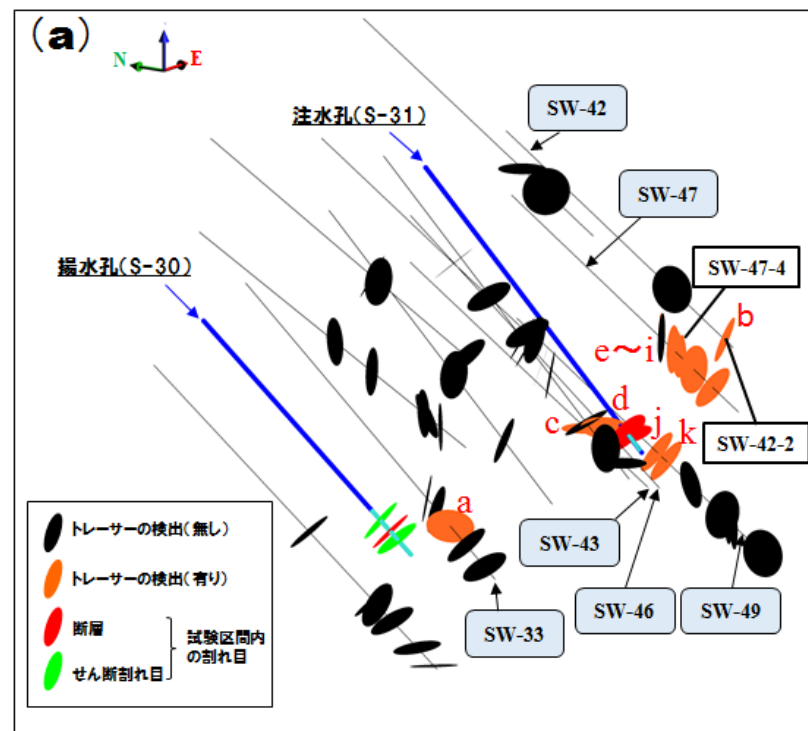 (a)
N
E
注水孔(S-31)
SW-42
SW-47
揚水孔(S-30)
SW-47-4
b
e～i
d
c
j
k
SW-42-2
a
トレーサーの検出(無し)
トレーサーの検出(有り)
断層
せん断割れ目
試験区間内
の割れ目
SW-43
SW-46
SW-49
SW-33